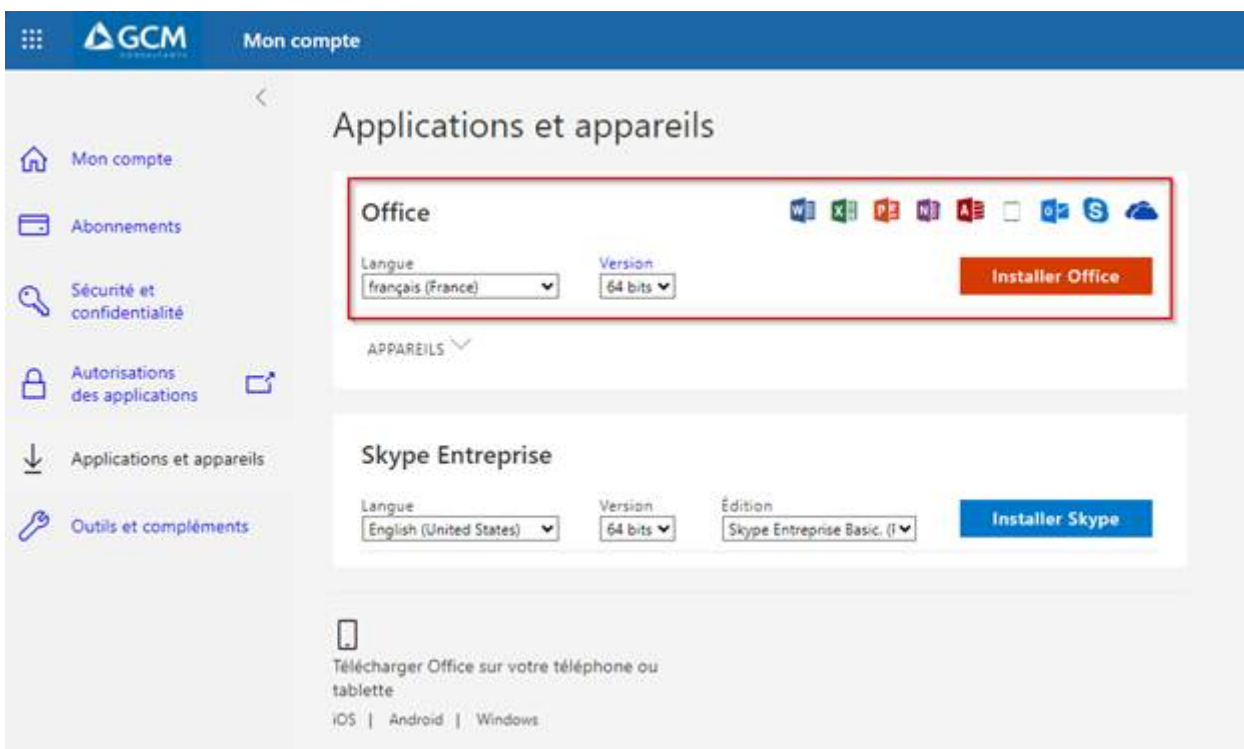 GCM
CONSULTANTS
Mon compte
Mon compte
Abonnements
Sécurité et
confidentialité
Autorisations
des applications
Applications et appareils
Outils et compléments
Applications et appareils
Office
Langue
Version
français (France)
64 bits
Installer Office
APPAREILS
Skype Entreprise
Langue
Version
Édition
English (United States)
64 bits
Skype Entreprise Basic. (
Installer Skype
Télécharger Office sur votre téléphone ou
tablette
iOS | Android | Windows